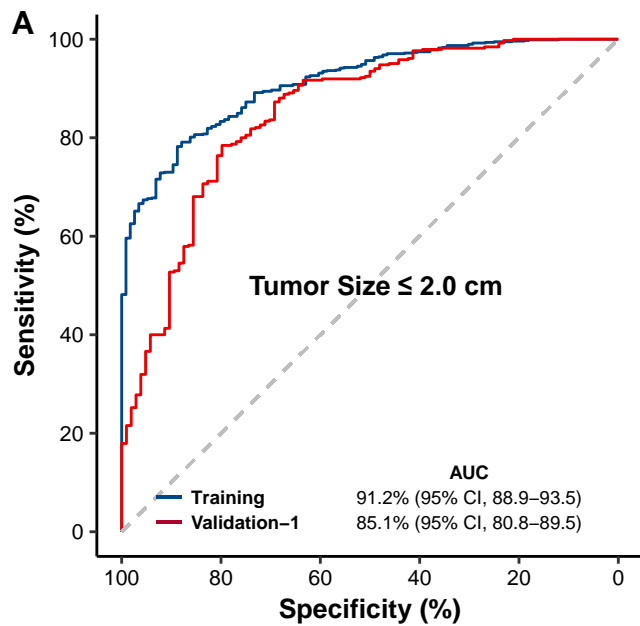 A
100
80
60
40
20
0
Sensitivity (%)
Tumor Size ≤ 2.0 cm
AUC
Training 91.2% (95% CI, 88.9–93.5)
Validation–1 85.1% (95% CI, 80.8–89.5)
100 80 60 40 20 0
Specificity (%)